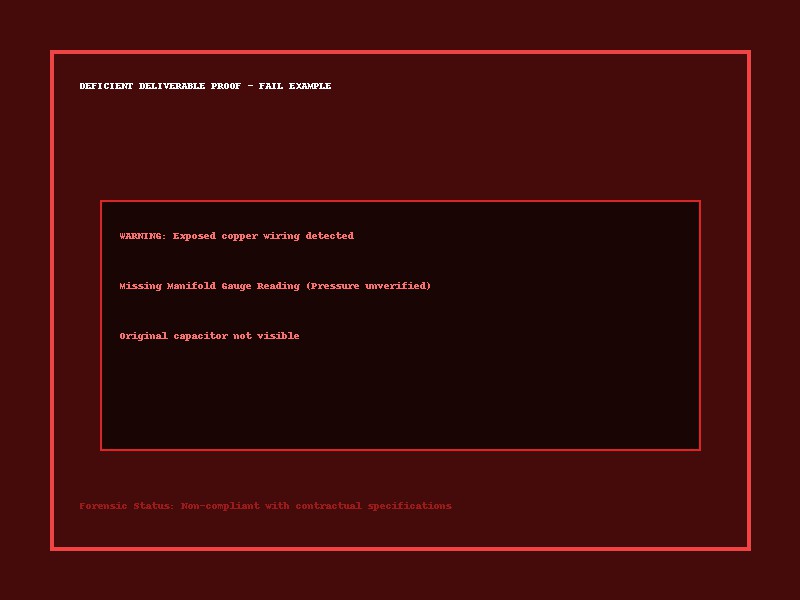 DEFICIENT DELIVERABLE PROOF - FAIL EXAMPLE
WARNING: Exposed copper wiring detected
Missing Manifold Gauge Reading (Pressure unverified)
Original capacitor not visible
Forensic Status: Non-compliant with contractual specifications